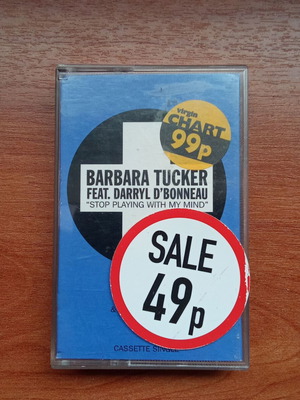 virgin
CHART
99p
BARBARA TUCKER
FEAT. DARRYL D'BONNEAU
"STOP PLAYING WITH MY MIND"
SALE
49p
CASSETTE SINGLE